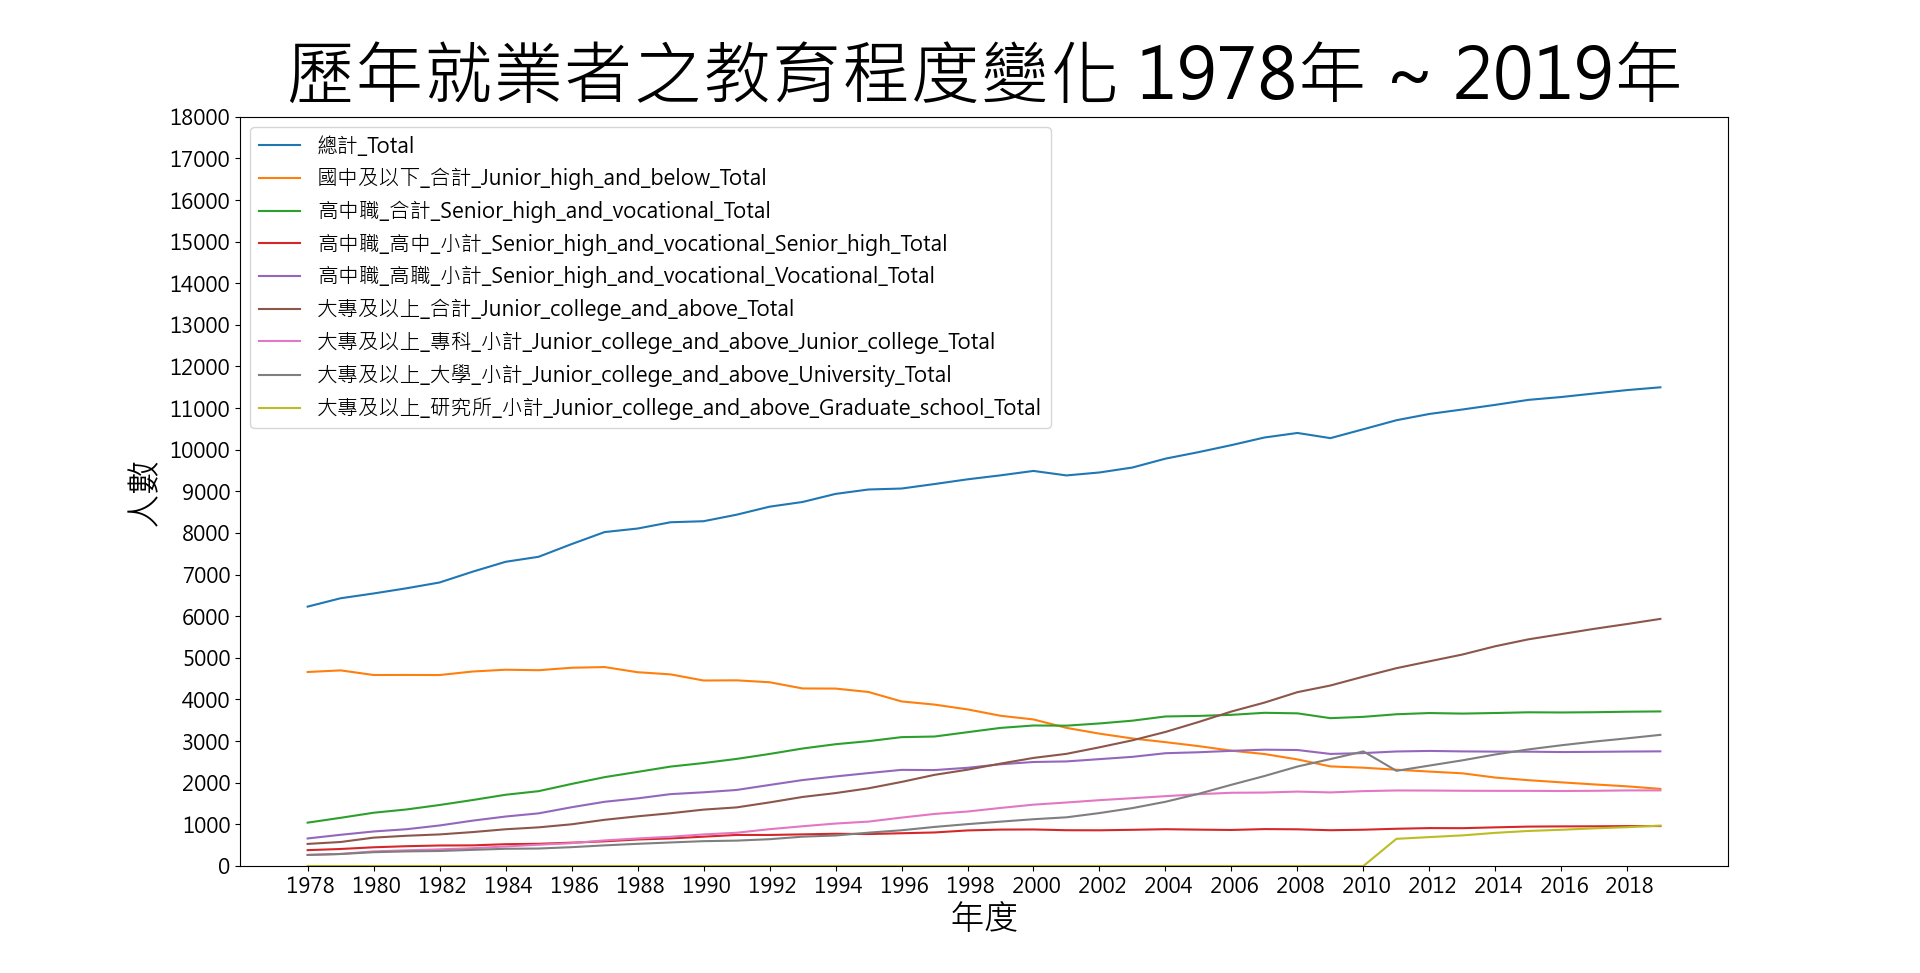 歷年就業者之教育程度變化 1978年 ~ 2019年
18000
17000
16000
15000
14000
13000
12000
11000
10000
9000
8000
7000
6000
5000
4000
3000
2000
1000
0
人數
總計_Total
國中及以下_合計_Junior_high_and_below_Total
高中職_合計_Senior_high_and_vocational_Total
高中職_高中_小計_Senior_high_and_vocational_Senior_high_Total
高中職_高職_小計_Senior_high_and_vocational_Vocational_Total
大專及以上_合計_Junior_college_and_above_Total
大專及以上_專科_小計_Junior_college_and_above_Junior_college_Total
大專及以上_大學_小計_Junior_college_and_above_University_Total
大專及以上_研究所_小計_Junior_college_and_above_Graduate_school_Total
1978 1980 1982 1984 1986 1988 1990 1992 1994 1996 1998 2000 2002 2004 2006 2008 2010 2012 2014 2016 2018
年度